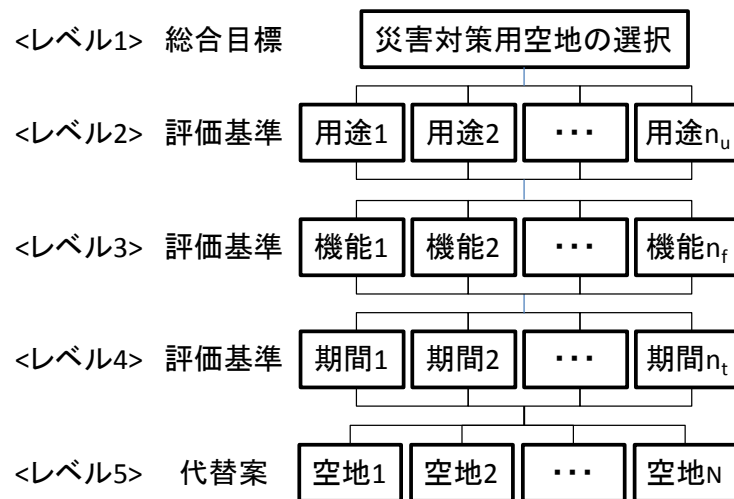 <レベル1> 総合目標 災害対策用空地の選択
<レベル2> 評価基準 用途1 用途2 ・・・ 用途nu
<レベル3> 評価基準 機能1 機能2 ・・・ 機能nf
<レベル4> 評価基準 期間1 期間2 ・・・ 期間nt
<レベル5> 代替案 空地1 空地2 ・・・ 空地N